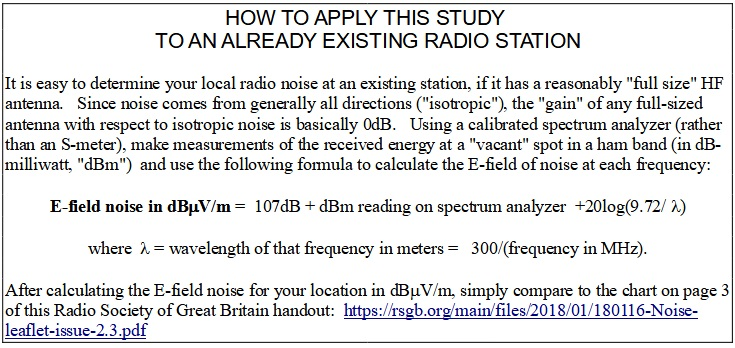 HOW TO APPLY THIS STUDY
TO AN ALREADY EXISTING RADIO STATION
It is easy to determine your local radio noise at an existing station, if it has a reasonably "full size" HF
antenna.   Since noise comes from generally all directions ("isotropic"), the "gain" of any full-sized
antenna with respect to isotropic noise is basically 0dB.   Using a calibrated spectrum analyzer (rather
than an S-meter), make measurements of the received energy at a "vacant" spot in a ham band (in dB-
milliwatt, "dBm")  and use the following formula to calculate the E-field of noise at each frequency:
E-field noise in dBμV/m =  107dB + dBm reading on spectrum analyzer  +20log(9.72/ λ)
where  λ = wavelength of that frequency in meters =   300/(frequency in MHz).
After calculating the E-field noise for your location in dBμV/m, simply compare to the chart on page 3
of this Radio Society of Great Britain handout:  https://rsgb.org/main/files/2018/01/180116-Noise-
leaflet-issue-2.3.pdf